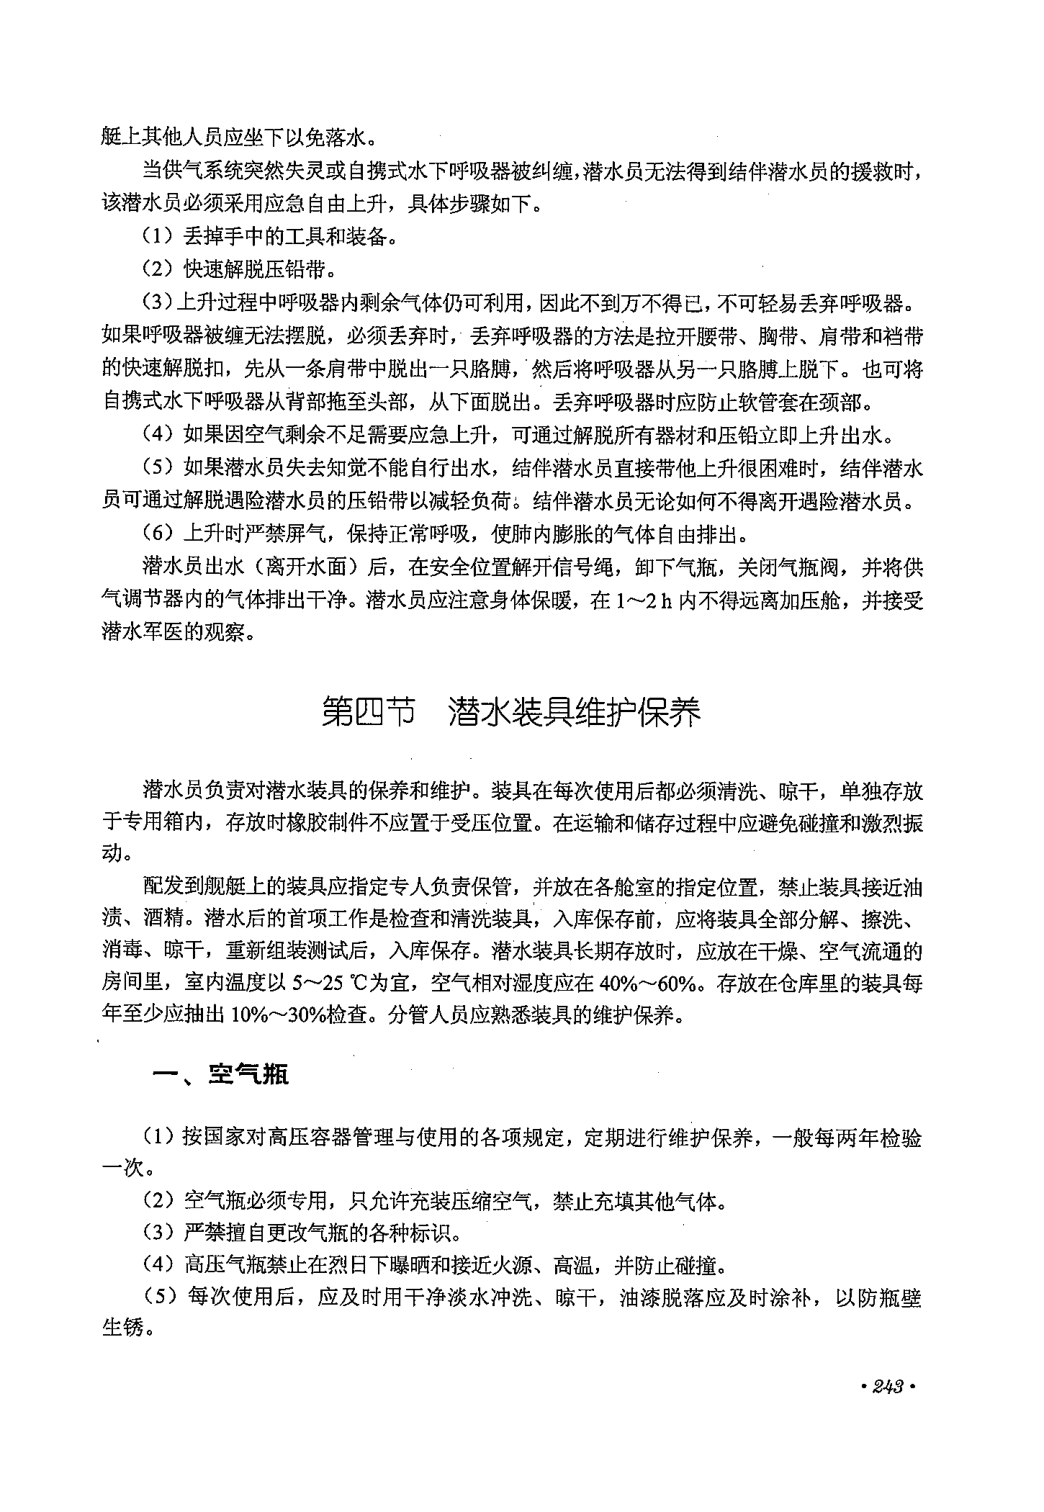 艇上其他人员应坐下以免落水。
当供气系统突然失灵或自携式水下呼吸器被纠缠,潜水员无法得到结伴潜水员的援救时,
该潜水员必须采用应急自由上升，具体步骤如下。
（1）丢掉手中的工具和装备。
（2）快速解脱压铅带。
（3）上升过程中呼吸器内剩余气体仍可利用，因此不到万不得已，不可轻易丢弃呼吸器。
如果呼吸器被缠无法摆脱，必须丢弃时，丢弃呼吸器的方法是拉开腰带、胸带、肩带和裆带
的快速解脱扣，先从一条肩带中脱出一只胳膊，然后将呼吸器从另一只胳膊上脱下。也可将
自携式水下呼吸器从背部拖至头部，从下面脱出。丢弃呼吸器时应防止软管套在颈部。
（4）如果因空气剩余不足需要应急上升，可通过解脱所有器材和压铅立即上升出水。
（5）如果潜水员失去知觉不能自行出水，结伴潜水员直接带他上升很困难时，结伴潜水
员可通过解脱遇险潜水员的压铅带以减轻负荷。结伴潜水员无论如何不得离开遇险潜水员。
（6）上升时严禁屏气，保持正常呼吸，使肺内膨胀的气体自由排出。
潜水员出水（离开水面）后，在安全位置解开信号绳，卸下气瓶，关闭气瓶阀，并将供
气调节器内的气体排出干净。潜水员应注意身体保暖，在 1～2 h 内不得远离加压舱，并接受
潜水军医的观察。
第四节　潜水装具维护保养
潜水员负责对潜水装具的保养和维护。装具在每次使用后都必须清洗、晾干，单独存放
于专用箱内，存放时橡胶制件不应置于受压位置。在运输和储存过程中应避免碰撞和激烈振
动。
配发到舰艇上的装具应指定专人负责保管，并放在各舱室的指定位置，禁止装具接近油
渍、酒精。潜水后的首项工作是检查和清洗装具，入库保存前，应将装具全部分解、擦洗、
消毒、晾干，重新组装测试后，入库保存。潜水装具长期存放时，应放在干燥、空气流通的
房间里，室内温度以 5～25 ℃为宜，空气相对湿度应在 40%～60%。存放在仓库里的装具每
年至少应抽出 10%～30%检查。分管人员应熟悉装具的维护保养。
一、空气瓶
（1）按国家对高压容器管理与使用的各项规定，定期进行维护保养，一般每两年检验
一次。
（2）空气瓶必须专用，只允许充装压缩空气，禁止充填其他气体。
（3）严禁擅自更改气瓶的各种标识。
（4）高压气瓶禁止在烈日下曝晒和接近火源、高温，并防止碰撞。
（5）每次使用后，应及时用干净淡水冲洗、晾干，油漆脱落应及时涂补，以防瓶壁
生锈。
·243·